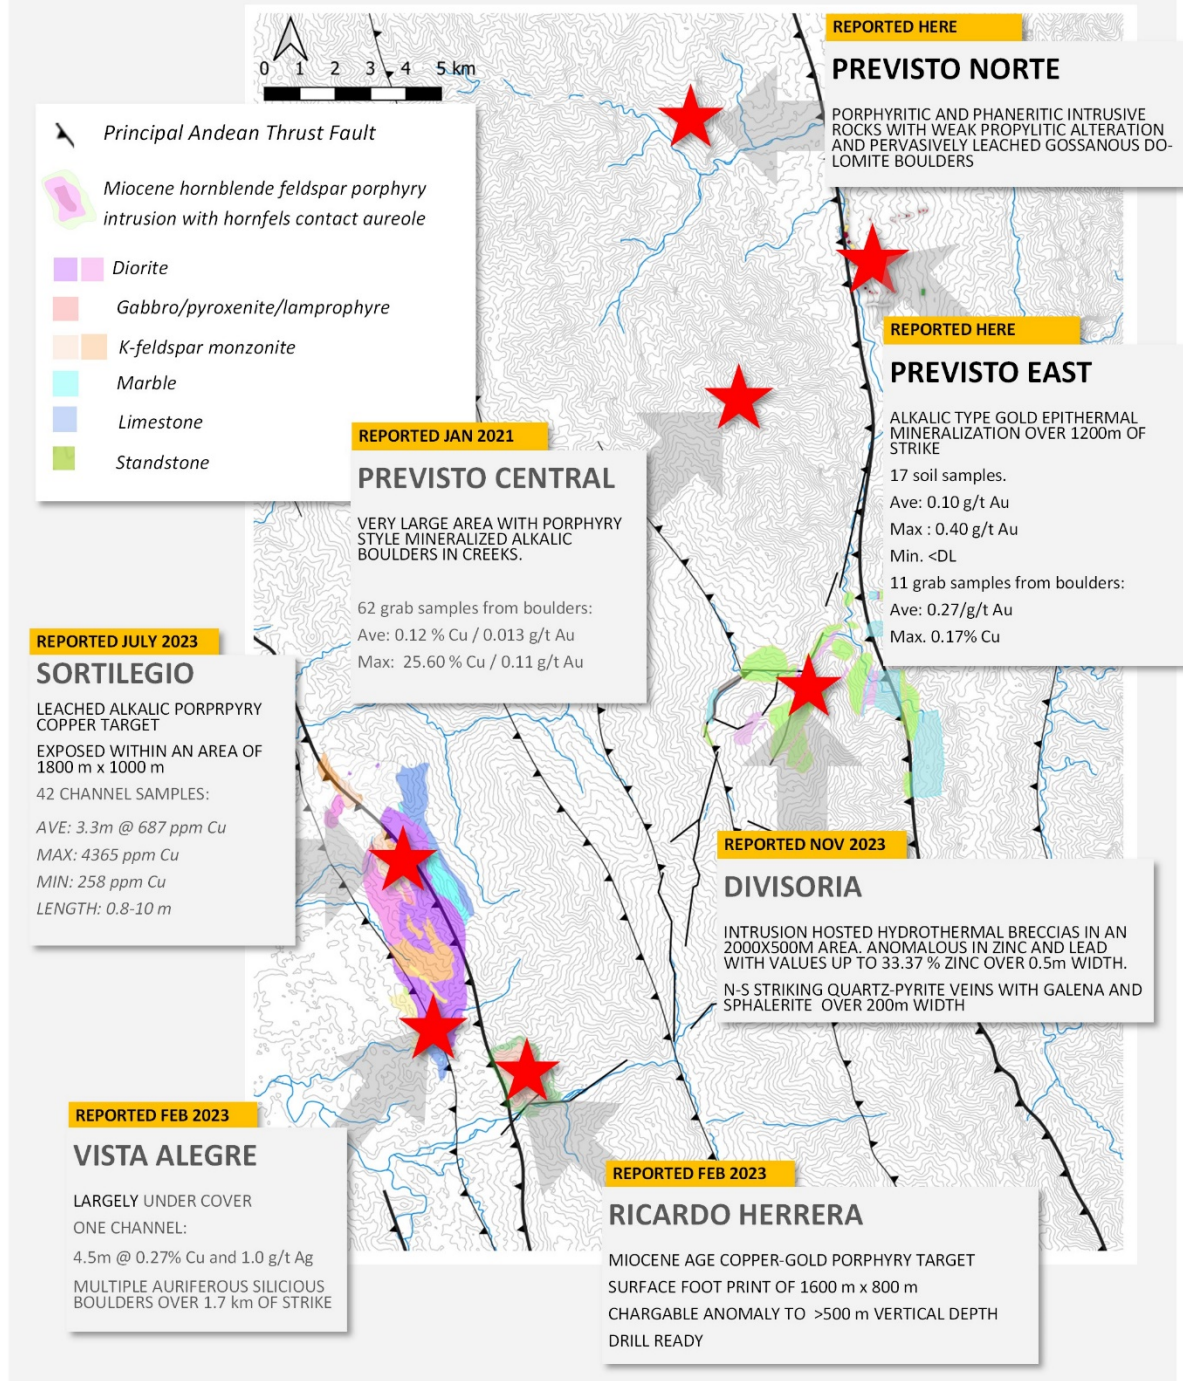 REPORTED HERE
PREVISTO NORTE
PORPHYRITIC AND PHANERITIC INTRUSIVE
ROCKS WITH WEAK PROPYLITIC ALTERATION
AND PERVASIVELY LEACHED GOSSANOUS DO-
LOMITE BOULDERS
0 1 2 3 4 5 km
Principal Andean Thrust Fault
Miocene hornblende feldspar porphyry
intrusion with hornfels contact aureole
Diorite
Gabbro/pyroxenite/lamprophyre
K-feldspar monzonite
Marble
Limestone
Standstone
REPORTED HERE
PREVISTO EAST
ALKALIC TYPE GOLD EPITHERMAL
MINERALIZATION OVER 1200m OF
STRIKE
17 soil samples.
Ave: 0.10 g/t Au
Max : 0.40 g/t Au
Min. <DL
11 grab samples from boulders:
Ave: 0.27/g/t Au
Max. 0.17% Cu
REPORTED JAN 2021
PREVISTO CENTRAL
VERY LARGE AREA WITH PORPHYRY
STYLE MINERALIZED ALKALIC
BOULDERS IN CREEKS.
62 grab samples from boulders:
Ave: 0.12 % Cu / 0.013 g/t Au
Max: 25.60 % Cu / 0.11 g/t Au
REPORTED JULY 2023
SORTILEGIO
LEACHED ALKALIC PORPRPYRY
COPPER TARGET
EXPOSED WITHIN AN AREA OF
1800 m x 1000 m
42 CHANNEL SAMPLES:
AVE: 3.3m @ 687 ppm Cu
MAX: 4365 ppm Cu
MIN: 258 ppm Cu
LENGTH: 0.8-10 m
REPORTED NOV 2023
DIVISORIA
INTRUSION HOSTED HYDROTHERMAL BRECCIAS IN AN
2000X500M AREA. ANOMALOUS IN ZINC AND LEAD
WITH VALUES UP TO 33.37 % ZINC OVER 0.5m WIDTH.
N-S STRIKING QUARTZ-PYRITE VEINS WITH GALENA AND
SPHALERITE OVER 200m WIDTH
REPORTED FEB 2023
VISTA ALEGRE
LARGELY UNDER COVER
ONE CHANNEL:
4.5m @ 0.27% Cu and 1.0 g/t Ag
MULTIPLE AURIFEROUS SILICIOUS
BOULDERS OVER 1.7 km OF STRIKE
REPORTED FEB 2023
RICARDO HERRERA
MIOCENE AGE COPPER-GOLD PORPHYRY TARGET
SURFACE FOOT PRINT OF 1600 m x 800 m
CHARGABLE ANOMALY TO >500 m VERTICAL DEPTH
DRILL READY